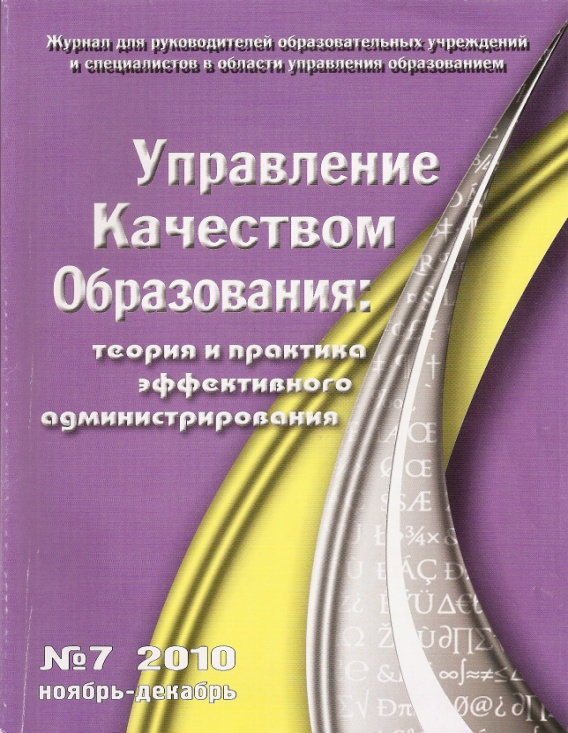 Журнал для руководителей образовательных учреждений
и специалистов в области управления образованием
Управление
Качеством
Образования:
теория и практика
эффективного
администрирования
№7 2010
ноябрь-декабрь